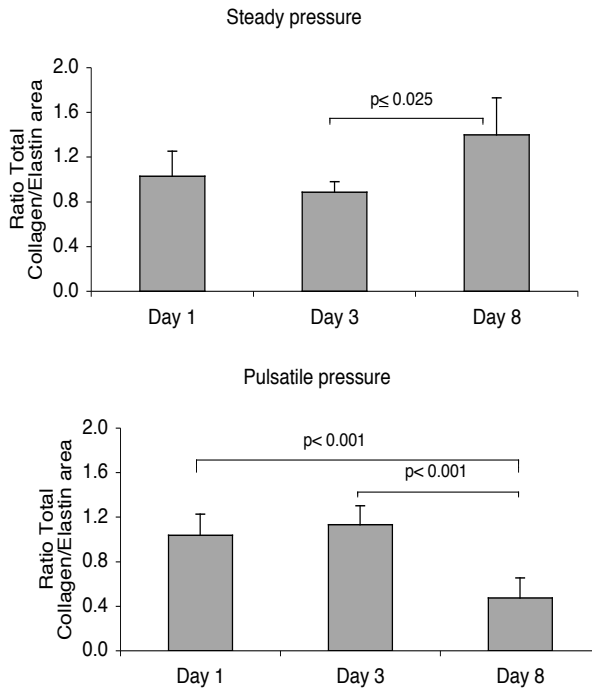 Steady pressure
Ratio Total
Collagen/Elastin area
2.0
1.6
1.2
0.8
0.4
0.0
p≤ 0.025
Day 1
Day 3
Day 8
Pulsatile pressure
Ratio Total
Collagen/Elastin area
2.0
1.6
1.2
0.8
0.4
0.0
p< 0.001
p< 0.001
Day 1
Day 3
Day 8